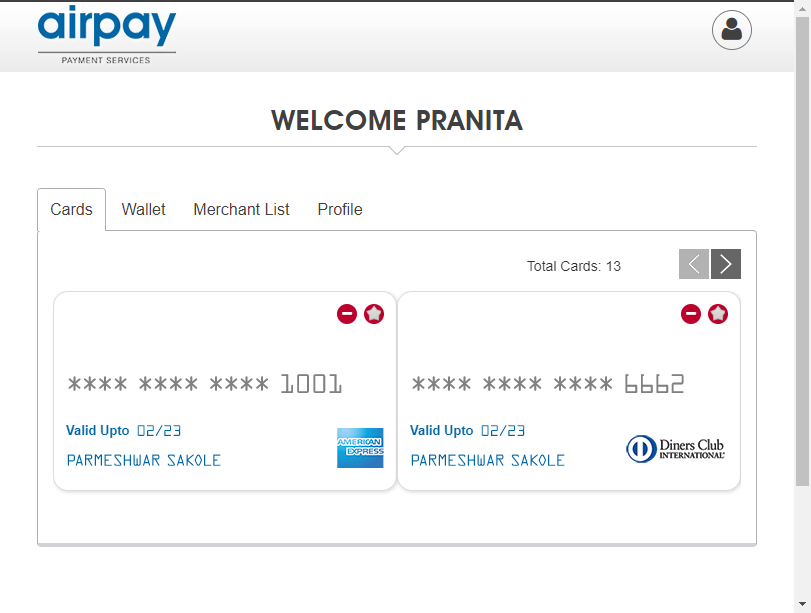 airpay
PAYMENT SERVICES
WELCOME PRANITA
Cards Wallet Merchant List Profile
Total Cards: 13
**** **** **** 1001
Valid Upto 02/23
PARMESHWAR SAKOLE
AMERICAN EXPRESS
**** **** **** 6662
Valid Upto 02/23
PARMESHWAR SAKOLE
Diners Club
INTERNATIONAL